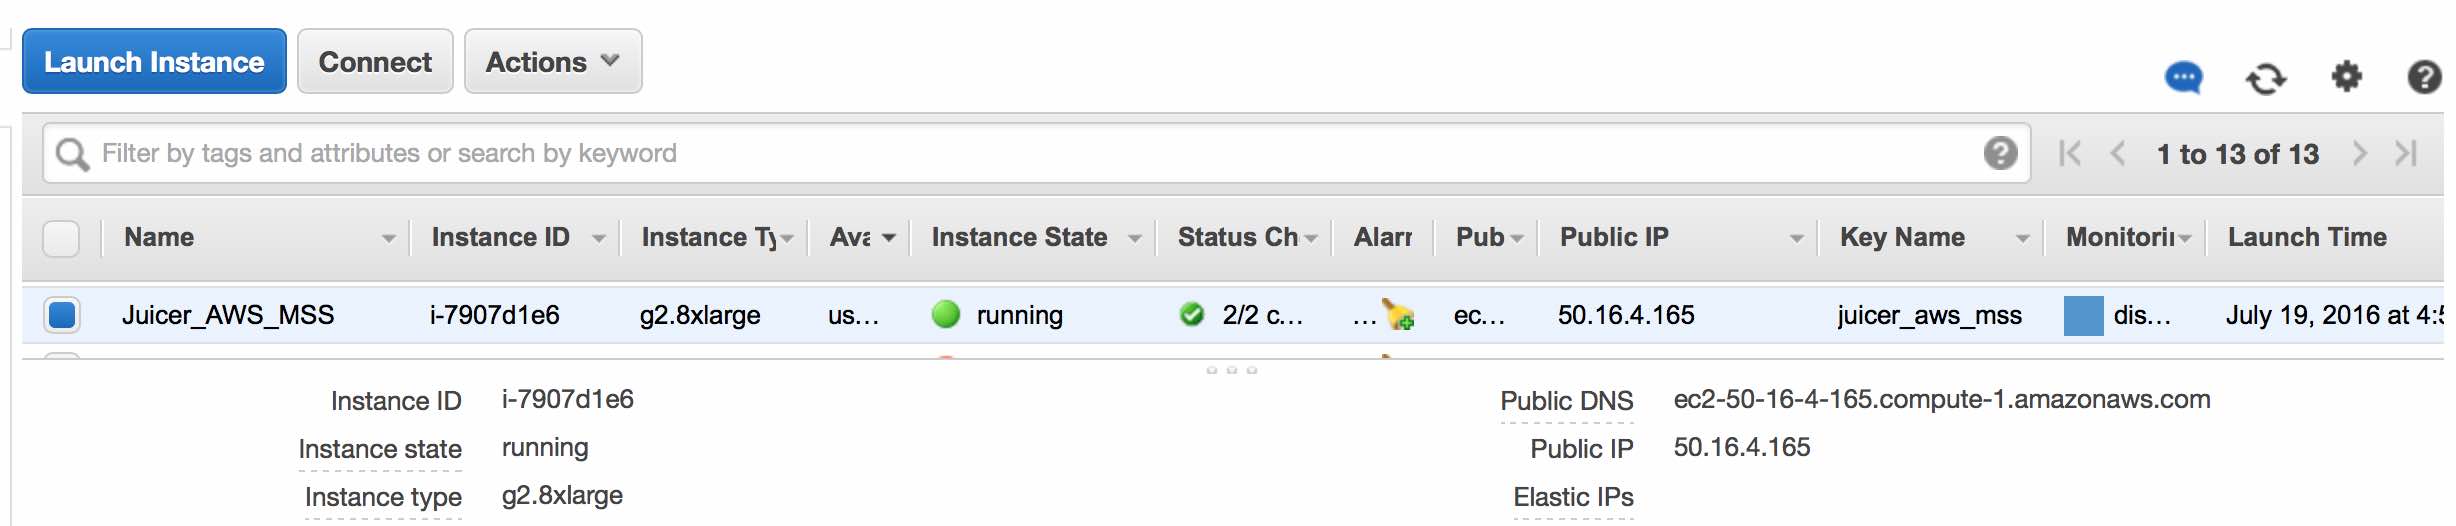 Launch Instance Connect Actions
Filter by tags and attributes or search by keyword 1 to 13 of 13
Name Instance ID Instance Ty Ava Instance State Status Ch Alarr Pub Public IP Key Name Monitorin Launch Time
Juicer_AWS_MSS i-7907d1e6 g2.8xlarge us... running 2/2 c... ... ec... 50.16.4.165 juicer_aws_mss dis... July 19, 2016 at 4:5
Instance ID i-7907d1e6 Public DNS ec2-50-16-4-165.compute-1.amazonaws.com
Instance state running Public IP 50.16.4.165
Instance type g2.8xlarge Elastic IPs